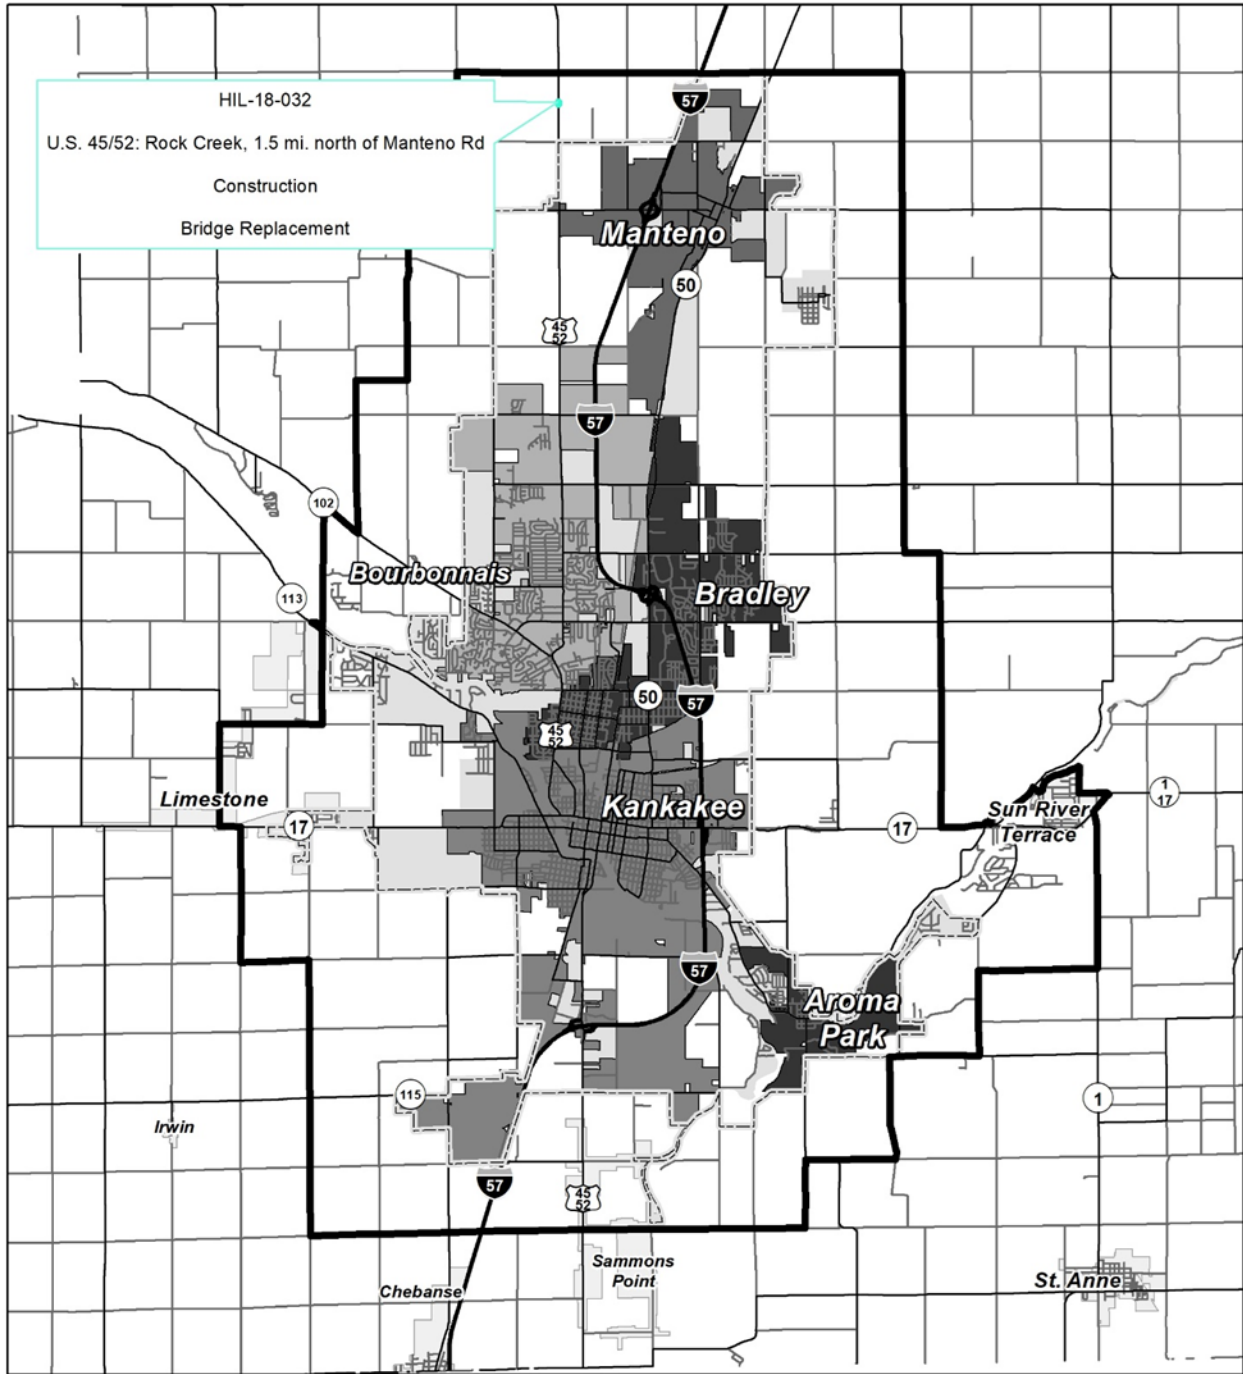 57
HIL-18-032
U.S. 45/52: Rock Creek, 1.5 mi. north of Manteno Rd
Construction
Bridge Replacement
Manteno
50
45
52
57
102
Bourbonnais
Bradley
113
50
57
45
52
Limestone
17
Kankakee
17
Sun River
Terrace
1
17
57
Aroma
Park
115
1
Irwin
57
45
52
Sammons
Point
Chebanse
St. Anne